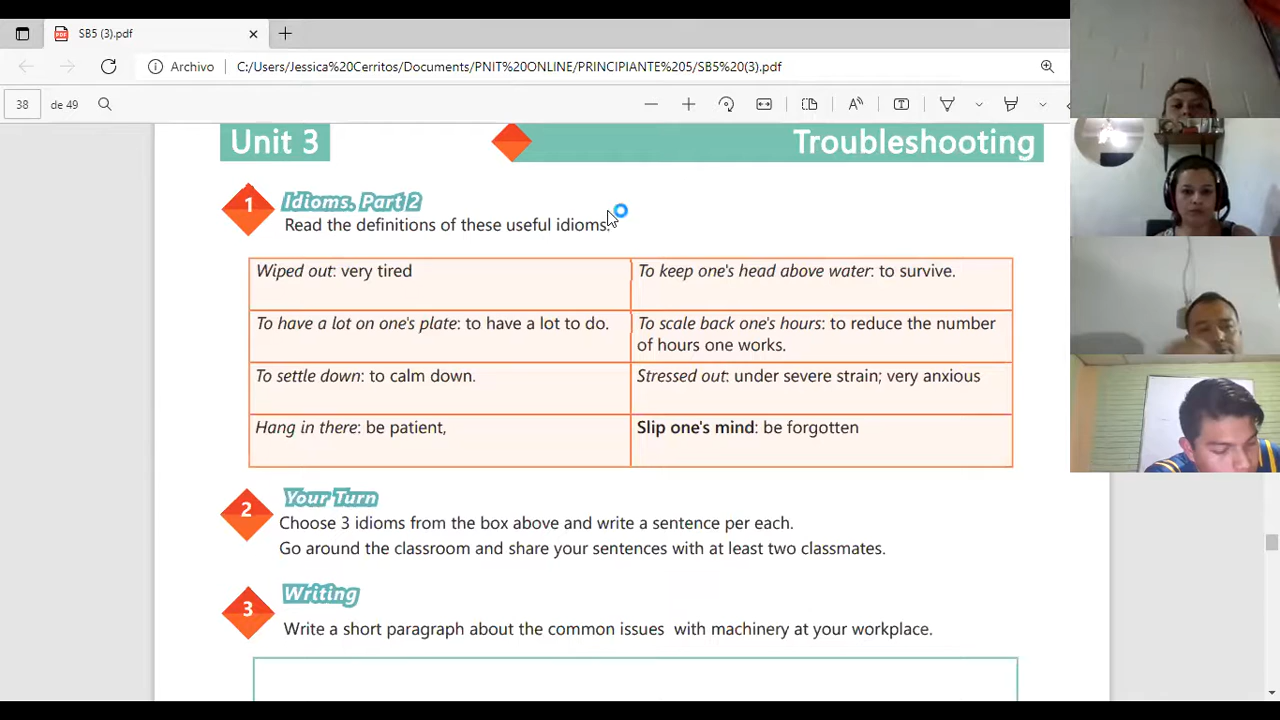 SB5 (3).pdf
Archivo
C:/Users/Jessica%20Cerritos/Documents/PNIT%20ONLINE/PRINCIPIANTE%205/SB5%20(3).pdf
38
de 49
Unit 3
Troubleshooting
1
Idioms. Part 2
Read the definitions of these useful idioms.
Wiped out: very tired
To keep one's head above water: to survive.
To have a lot on one's plate: to have a lot to do.
To scale back one's hours: to reduce the number
of hours one works.
To settle down: to calm down.
Stressed out: under severe strain; very anxious
Hang in there: be patient,
Slip one's mind: be forgotten
2
Your Turn
Choose 3 idioms from the box above and write a sentence per each.
Go around the classroom and share your sentences with at least two classmates.
3
Writing
Write a short paragraph about the common issues  with machinery at your workplace.